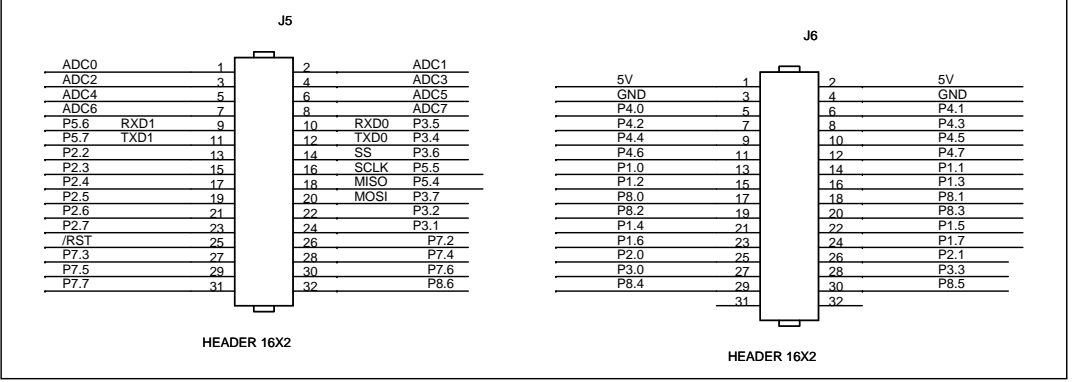 J5
ADC0 1 2 ADC1
ADC2 3 4 ADC3
ADC4 5 6 ADC5
ADC6 7 8 ADC7
P5.6 RXD1 9 10 RXD0 P3.5
P5.7 TXD1 11 12 TXD0 P3.4
P2.2 13 14 SS P3.6
P2.3 15 16 SCLK P5.5
P2.4 17 18 MISO P5.4
P2.5 19 20 MOSI P3.7
P2.6 21 22 P3.2
P2.7 23 24 P3.1
/RST 25 26 P7.2
P7.3 27 28 P7.4
P7.5 29 30 P7.6
P7.7 31 32 P8.6
HEADER 16X2
J6
5V 1 2 5V
GND 3 4 GND
P4.0 5 6 P4.1
P4.2 7 8 P4.3
P4.4 9 10 P4.5
P4.6 11 12 P4.7
P1.0 13 14 P1.1
P1.2 15 16 P1.3
P8.0 17 18 P8.1
P8.2 19 20 P8.3
P1.4 21 22 P1.5
P1.6 23 24 P1.7
P2.0 25 26 P2.1
P3.0 27 28 P3.3
P8.4 29 30 P8.5
31 32
HEADER 16X2